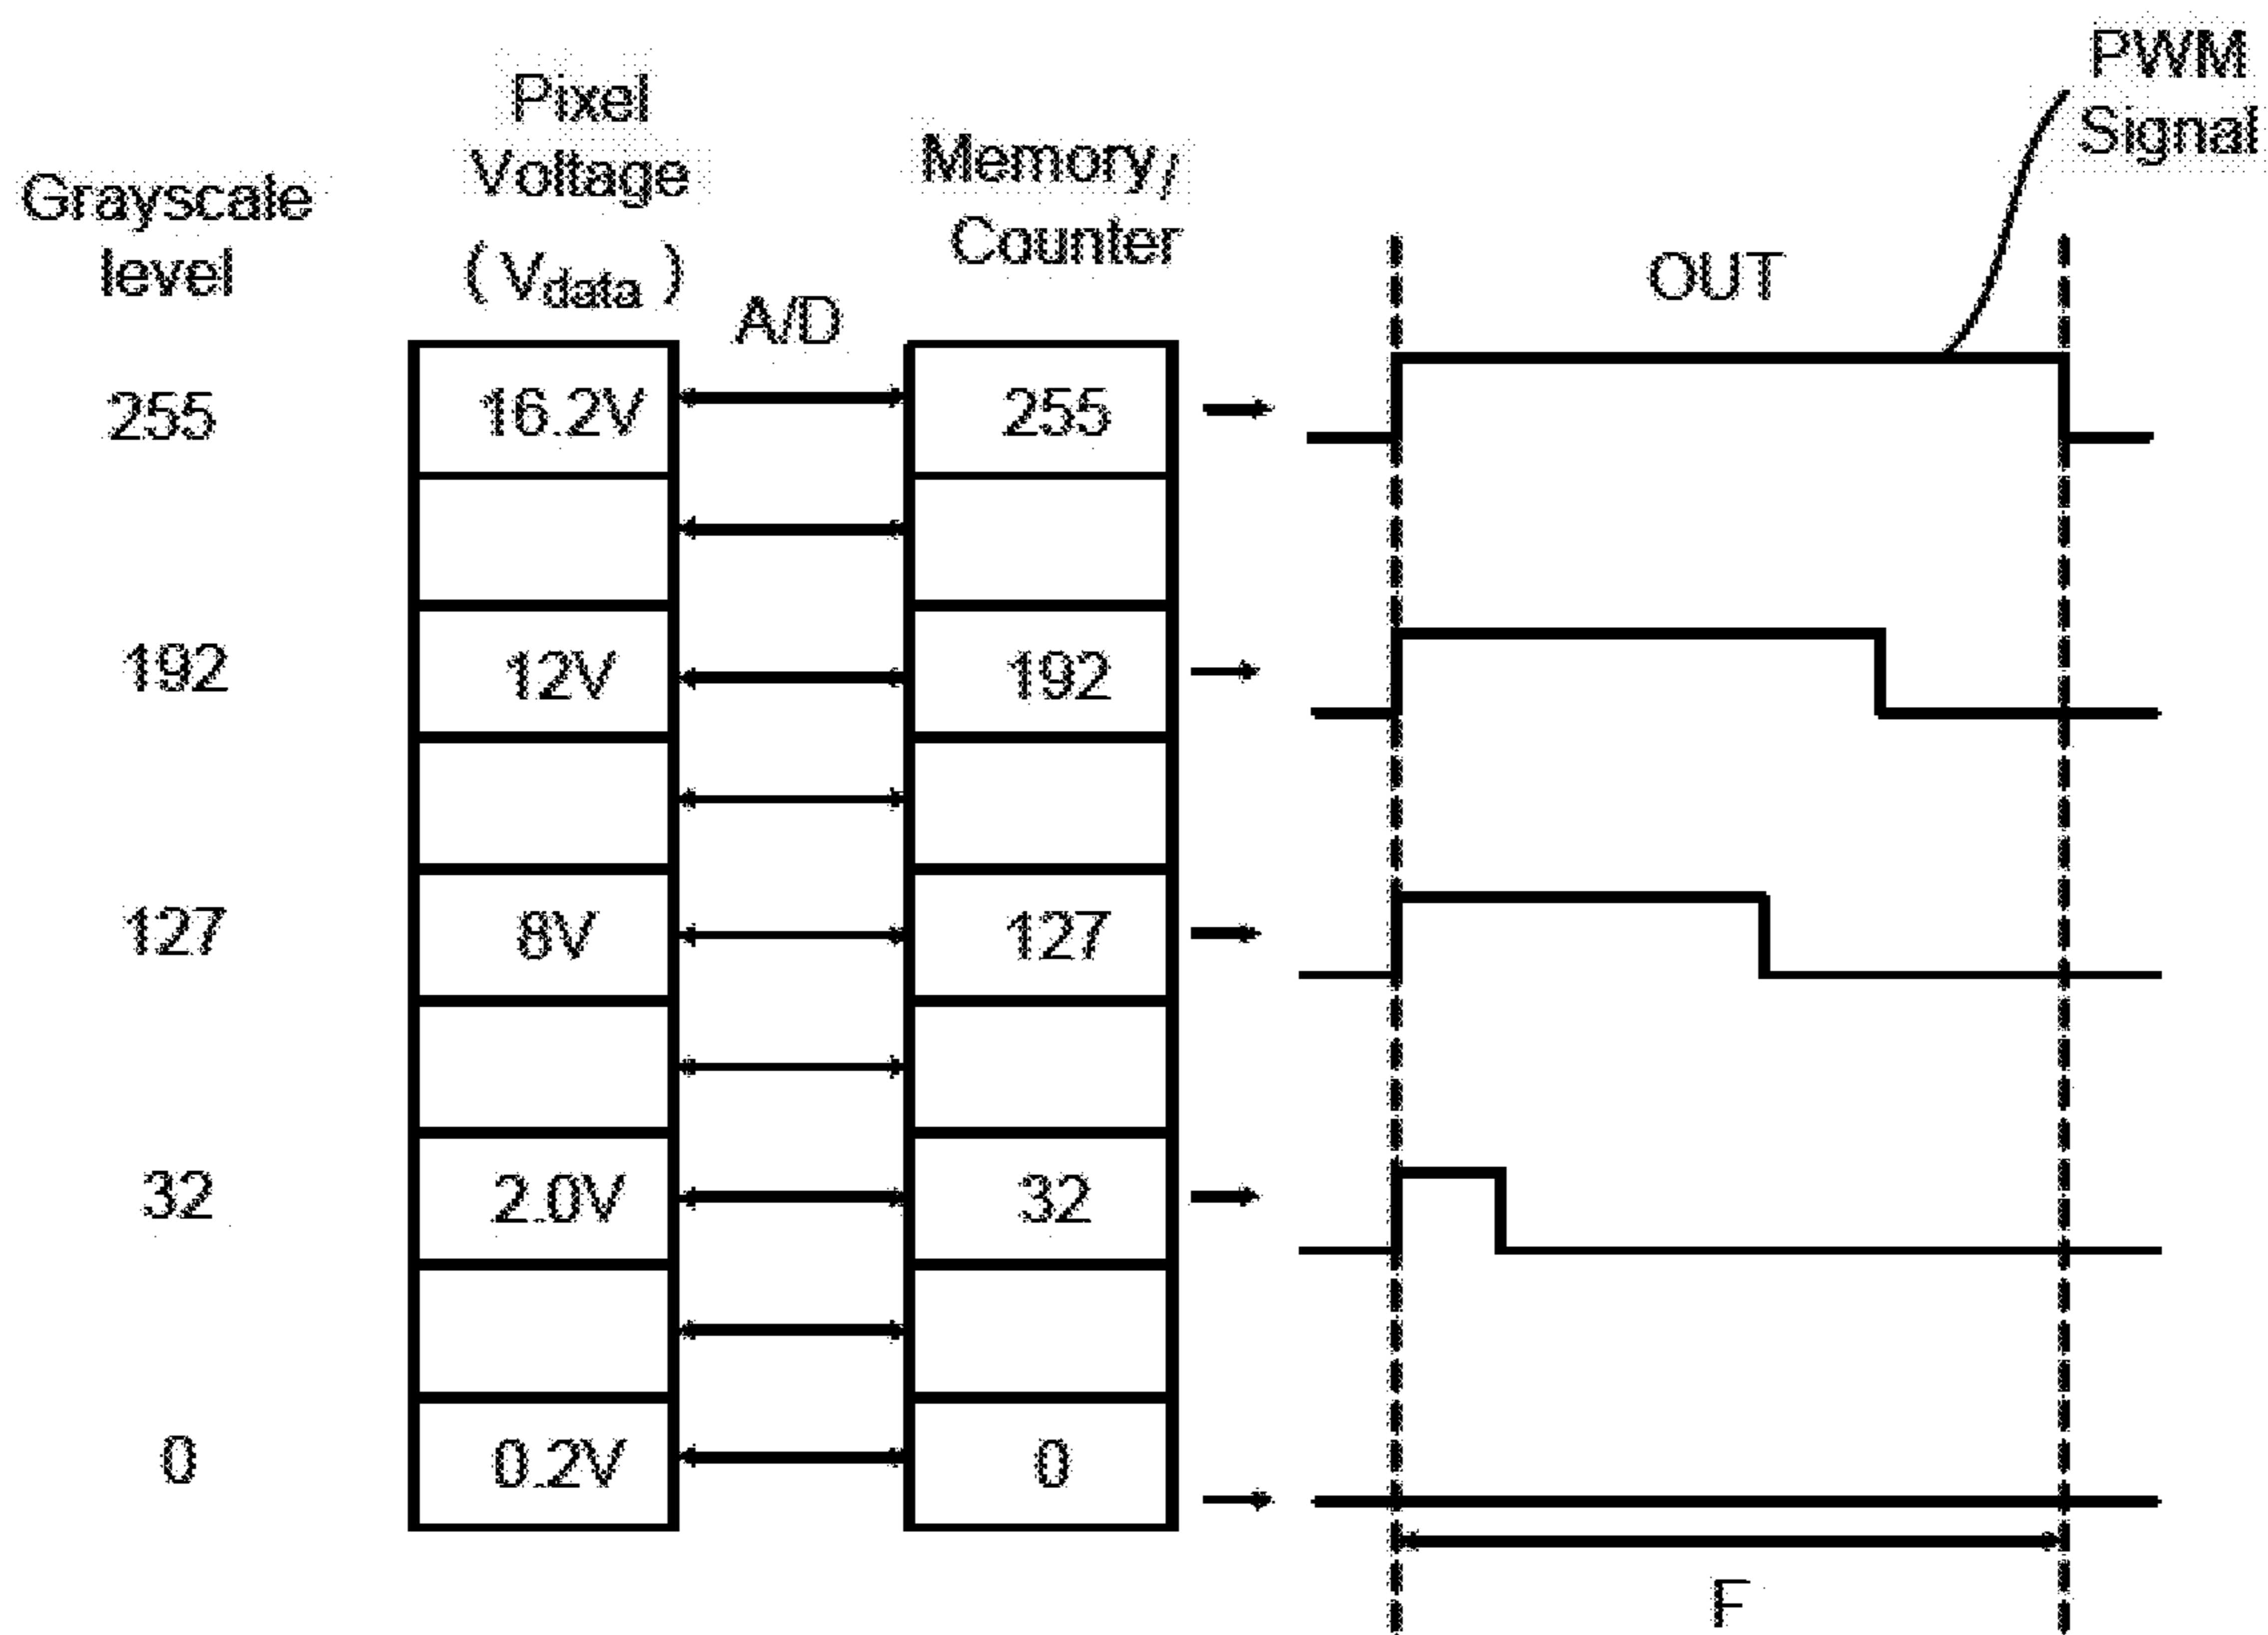 PWM
Signal
Pixel
Voltage
( Vdata )
Memory/
Counter
Grayscale
level
A/D
OUT
255
16.2V
255
192
12V
192
127
8V
127
32
2.0V
32
0
0.2V
0
F